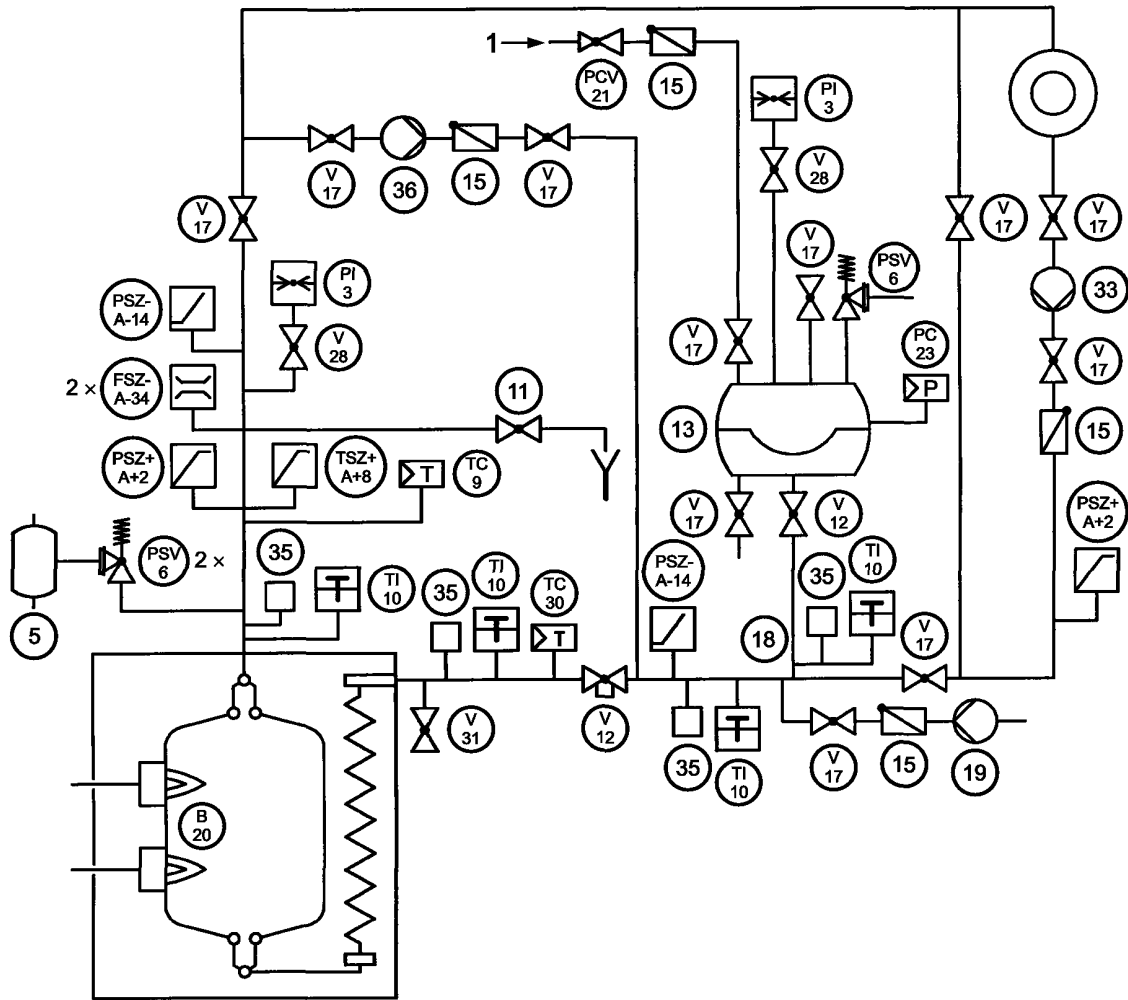 1
PCV
21
15
PI
3
V
17
36
15
V
17
V
28
V
17
V
17
V
17
V
17
PSV
6
33
PI
3
PSZ-
A-14
V
28
V
17
PC
23
V
17
2 ×
FSZ-
A-34
11
P
13
15
PSZ+
A+2
TSZ+
A+8
T
TC
9
V
17
V
12
PSZ+
A+2
PSV
6
2 ×
35
T
TI
10
35
TI
10
T
TC
30
T
PSZ-
A-14
35
TI
10
T
5
18
V
17
V
31
V
12
35
T
TI
10
V
17
15
19
B
20